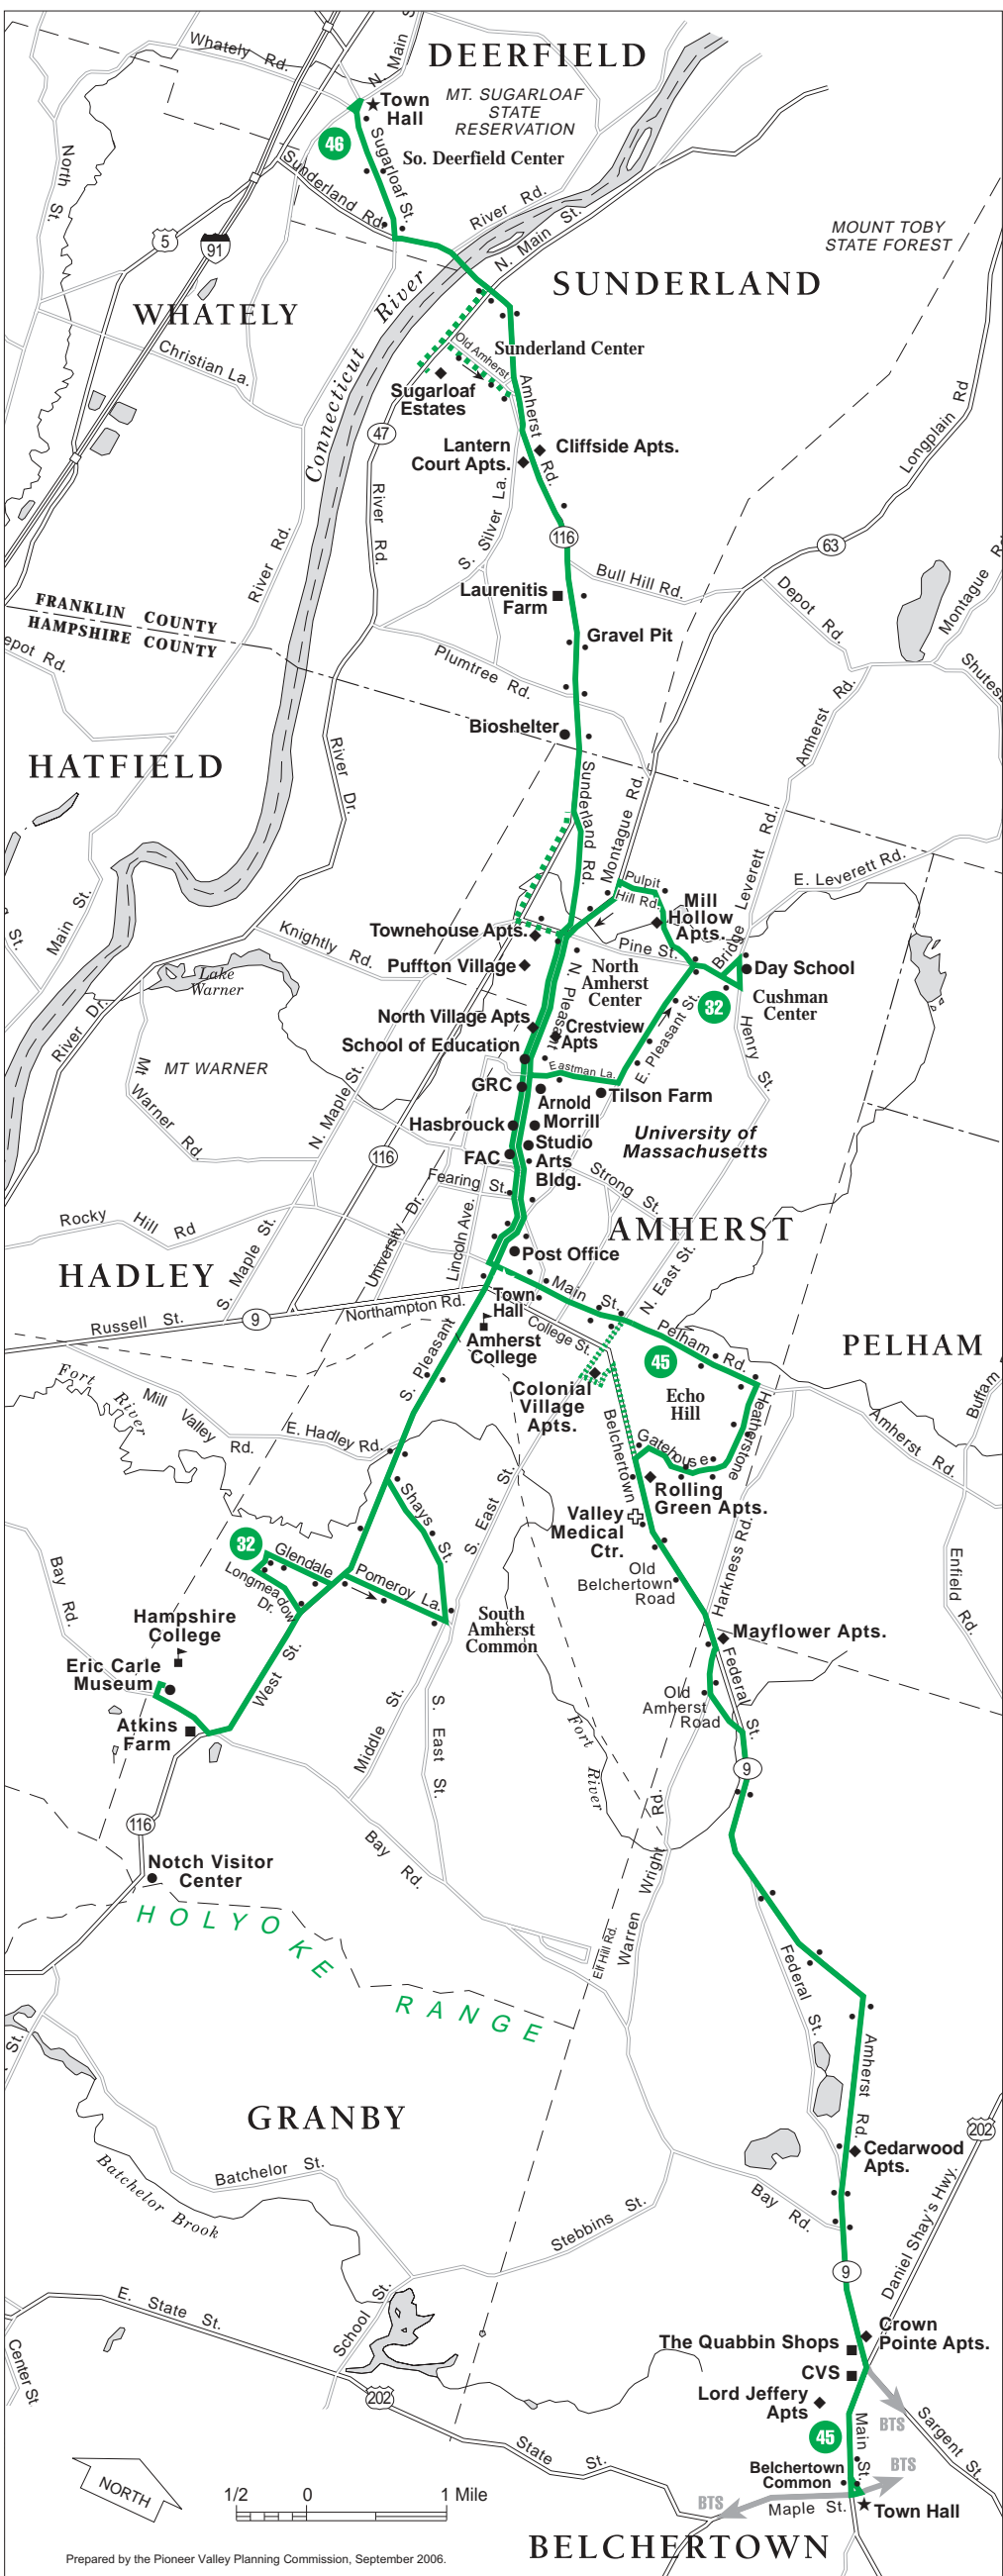 DEERFIELD
Whately Rd.
N. Main S
Town
Hall
MT. SUGARLOAF
STATE
RESERVATION
46
So. Deerfield Center
Sugarloaf St.
Sunderland Rd.
North St.
River Rd.
N. Main St.
5
91
MOUNT TOBY
STATE FOREST
SUNDERLAND
WHATELY
Connecticut River
Christian La.
Old Amherst
Sunderland Center
Sugarloaf
Estates
Amherst Rd.
47
Lantern
Court Apts.
Cliffside Apts.
Longplain Rd
River Rd.
S. Silver La.
116
63
River Rd.
Bull Hill Rd.
Laurenitis
Farm
Depot Rd.
Montague R
FRANKLIN COUNTY
HAMPSHIRE COUNTY
epot Rd.
Gravel Pit
Plumtree Rd.
Shutes
Amherst Rd.
Bioshelter
HATFIELD
River Dr.
Sunderland Rd.
Montague Rd.
Leverett Rd.
E. Leverett Rd.
Pulpit
Hill Rd.
Mill
Hollow
Apts.
Main St.
St.
Townehouse Apts.
Knightly Rd.
Pine St.
Bridge
Puffton Village
N. Pleasant
North
Amherst
Center
Day School
32
Cushman
Center
Lake
Warner
River Dr.
North Village Apts
Crestview
Apts
School of Education
E. Pleasant St.
Henry St.
MT WARNER
Mt Warner Rd.
Eastman La.
GRC
Tilson Farm
Arnold
N. Maple St.
Hasbrouck
Morrill
University of
Massachusetts
116
FAC
Studio
Arts
Bldg.
Fearing St.
Strong St.
Rocky Hill Rd
University Dr.
Lincoln Ave.
AMHERST
Post Office
HADLEY
S. Maple St.
N. East St.
Main St.
Town
Hall
Northampton Rd.
Russell St.
9
College St.
Amherst
College
Pelham Rd.
PELHAM
45
S. Pleasant
Fort River
Colonial
Village
Apts.
Echo
Hill
Heatherstone
Buffam
Mill Valley Rd.
E. Hadley Rd.
Belchertown
Gatehouse
Amherst Rd.
Rolling
Green Apts.
Shays St.
S. East St.
Valley
Medical
Ctr.
32
Glendale
Longmeadow
Dr.
Pomeroy La.
Old
Belchertown
Road
Harkness Rd.
Enfield Rd.
Bay Rd.
Hampshire
College
South
Amherst
Common
Mayflower Apts.
Eric Carle
Museum
West St.
Federal St.
Old
Amherst
Road
Atkins
Farm
Middle St.
S. East St.
Fort River
9
116
Bay Rd.
Warren Wright Rd.
Notch Visitor
Center
HOLYOKE RANGE
Elf Hill Rd.
Federal St.
St.
Amherst Rd.
GRANBY
202
Batchelor St.
Cedarwood
Apts.
Batchelor Brook
Bay Rd.
Daniel Shay's Hwy.
Stebbins St.
9
E. State St.
School St.
Crown
Pointe Apts.
The Quabbin Shops
Center St
CVS
202
Lord Jeffery
Apts
BTS
Sargent St.
45
Main St.
State St.
BTS
Belchertown
Common
NORTH
1/2 0 1 Mile
BTS
Maple St.
Town Hall
BELCHERTOWN
Prepared by the Pioneer Valley Planning Commission, September 2006.